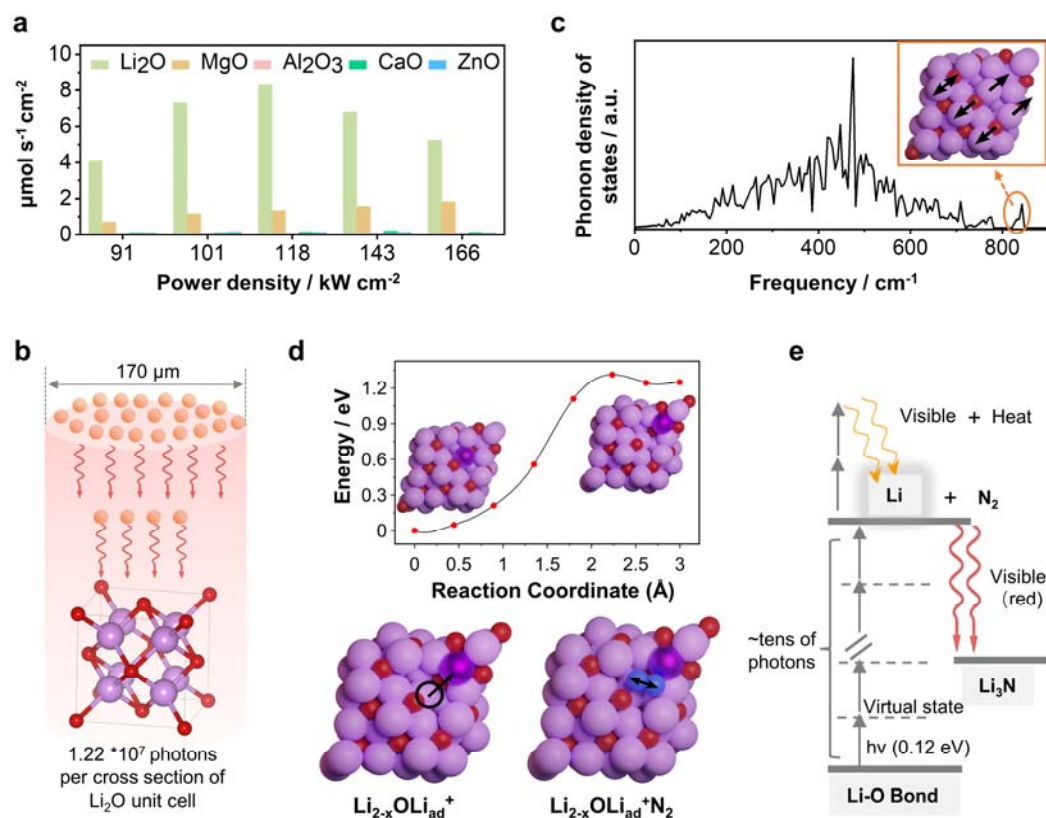 a
10
8
6
4
2
0
µmol s⁻¹ cm⁻²
Li₂O MgO Al₂O₃ CaO ZnO
91 101 118 143 166
Power density / kW cm⁻²
c
Phonon density of
states / a.u.
0 200 400 600 800
Frequency / cm⁻¹
b
170 µm
1.22 *10⁷ photons
per cross section of
Li₂O unit cell
d
1.2
0.9
0.6
0.3
0
Energy / eV
0 0.5 1 1.5 2 2.5 3
Reaction Coordinate (Å)
Li₂₋ₓOLi_ad⁺ Li₂₋ₓOLi_ad⁺N₂
e
Visible + Heat
Li + N₂
Visible
(red)
~tens of
photons
Li₃N
Virtual state
hv (0.12 eV)
Li-O Bond